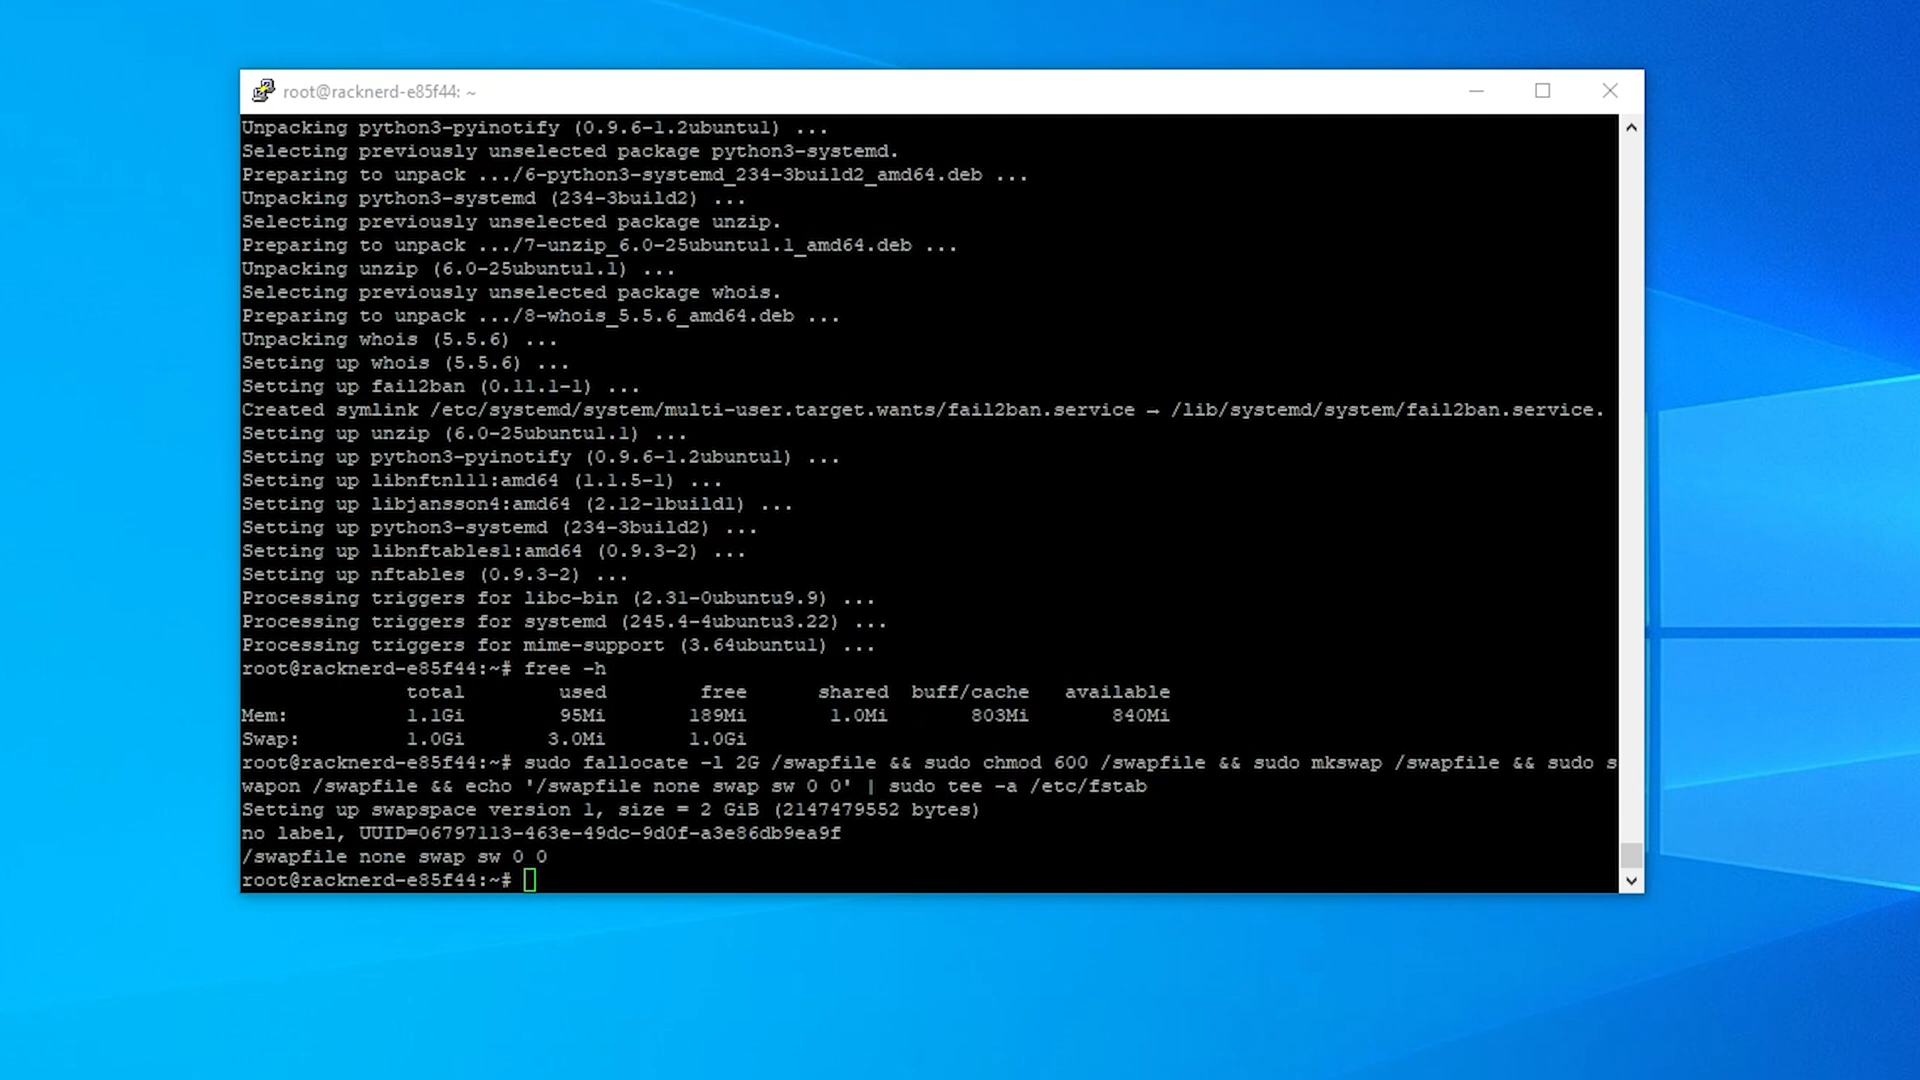 root@racknerd-e85f44: ~
Unpacking python3-pyinotify (0.9.6-1.2ubuntu1) ...
Selecting previously unselected package python3-systemd.
Preparing to unpack .../6-python3-systemd_234-3build2_amd64.deb ...
Unpacking python3-systemd (234-3build2) ...
Selecting previously unselected package unzip.
Preparing to unpack .../7-unzip_6.0-25ubuntu1.1_amd64.deb ...
Unpacking unzip (6.0-25ubuntu1.1) ...
Selecting previously unselected package whois.
Preparing to unpack .../8-whois_5.5.6_amd64.deb ...
Unpacking whois (5.5.6) ...
Setting up whois (5.5.6) ...
Setting up fail2ban (0.11.1-1) ...
Created symlink /etc/systemd/system/multi-user.target.wants/fail2ban.service → /lib/systemd/system/fail2ban.service.
Setting up unzip (6.0-25ubuntu1.1) ...
Setting up python3-pyinotify (0.9.6-1.2ubuntu1) ...
Setting up libnftnl11:amd64 (1.1.5-1) ...
Setting up libjansson4:amd64 (2.12-1build1) ...
Setting up python3-systemd (234-3build2) ...
Setting up libnftables1:amd64 (0.9.3-2) ...
Setting up nftables (0.9.3-2) ...
Processing triggers for libc-bin (2.31-0ubuntu9.9) ...
Processing triggers for systemd (245.4-4ubuntu3.22) ...
Processing triggers for mime-support (3.64ubuntu1) ...
root@racknerd-e85f44:~# free -h
total used free shared buff/cache available
Mem: 1.1Gi 95Mi 189Mi 1.0Mi 803Mi 840Mi
Swap: 1.0Gi 3.0Mi 1.0Gi
root@racknerd-e85f44:~# sudo fallocate -l 2G /swapfile && sudo chmod 600 /swapfile && sudo mkswap /swapfile && sudo s
wapon /swapfile && echo '/swapfile none swap sw 0 0' | sudo tee -a /etc/fstab
Setting up swapspace version 1, size = 2 GiB (2147479552 bytes)
no label, UUID=06797113-463e-49dc-9d0f-a3e86db9ea9f
/swapfile none swap sw 0 0
root@racknerd-e85f44:~#